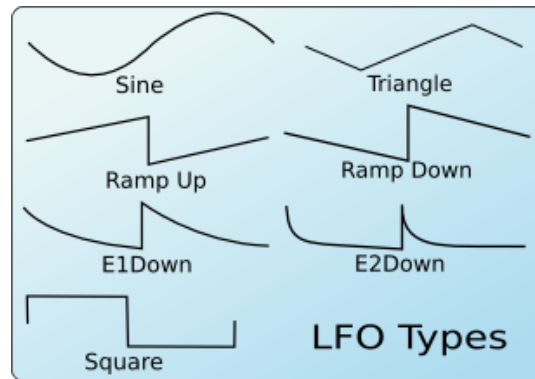 Sine
Triangle
Ramp Up
Ramp Down
E1Down
E2Down
Square
LFO Types